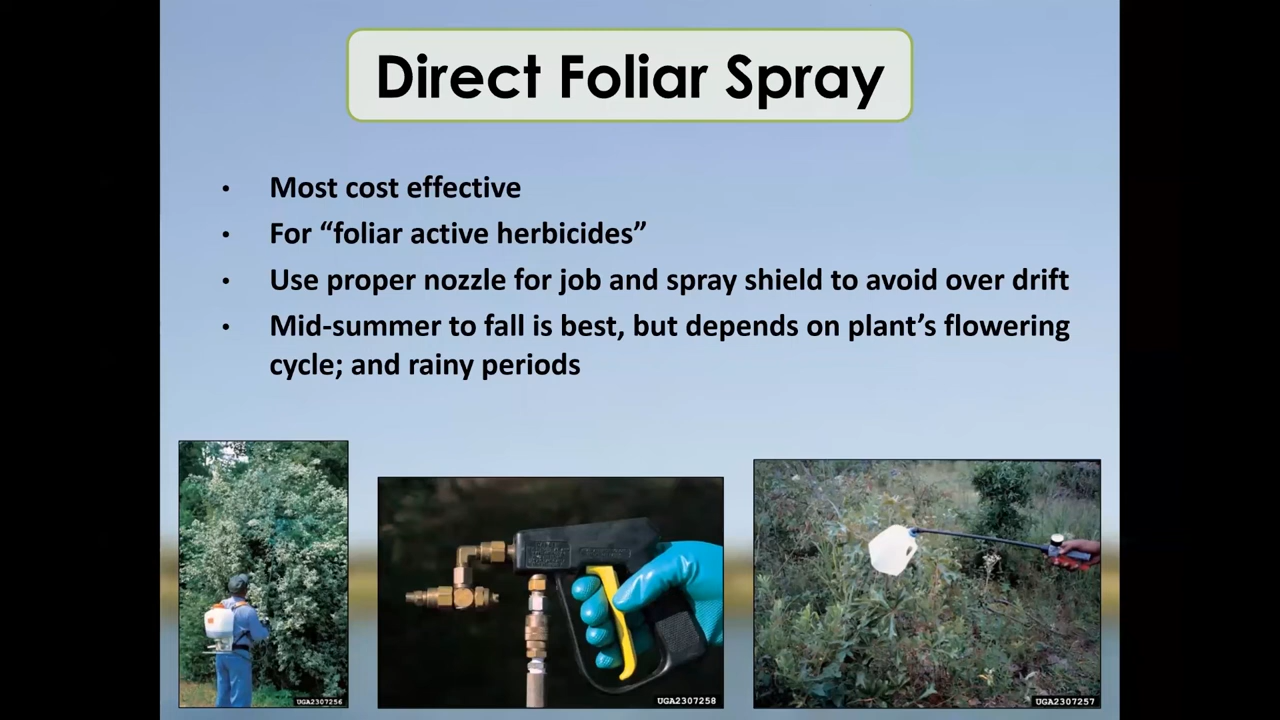 Direct Foliar Spray
• Most cost effective
• For “foliar active herbicides”
• Use proper nozzle for job and spray shield to avoid over drift
• Mid-summer to fall is best, but depends on plant’s flowering
cycle; and rainy periods
UGA2307256
UGA2307258
UGA2307257